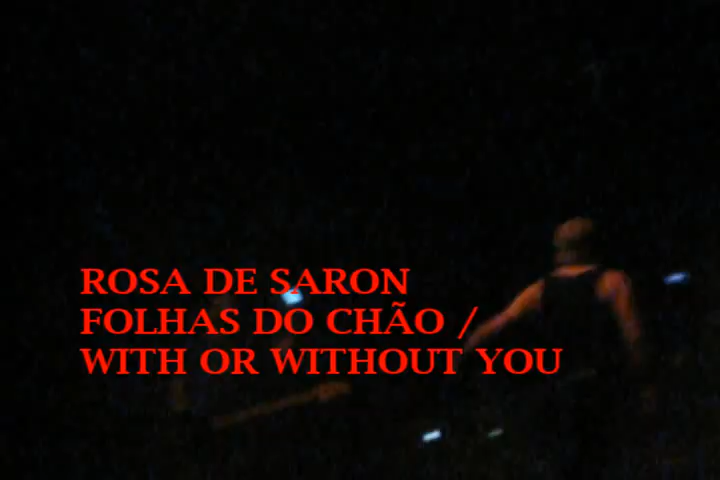 ROSA DE SARON
FOLHAS DO CHÃO /
WITH OR WITHOUT YOU